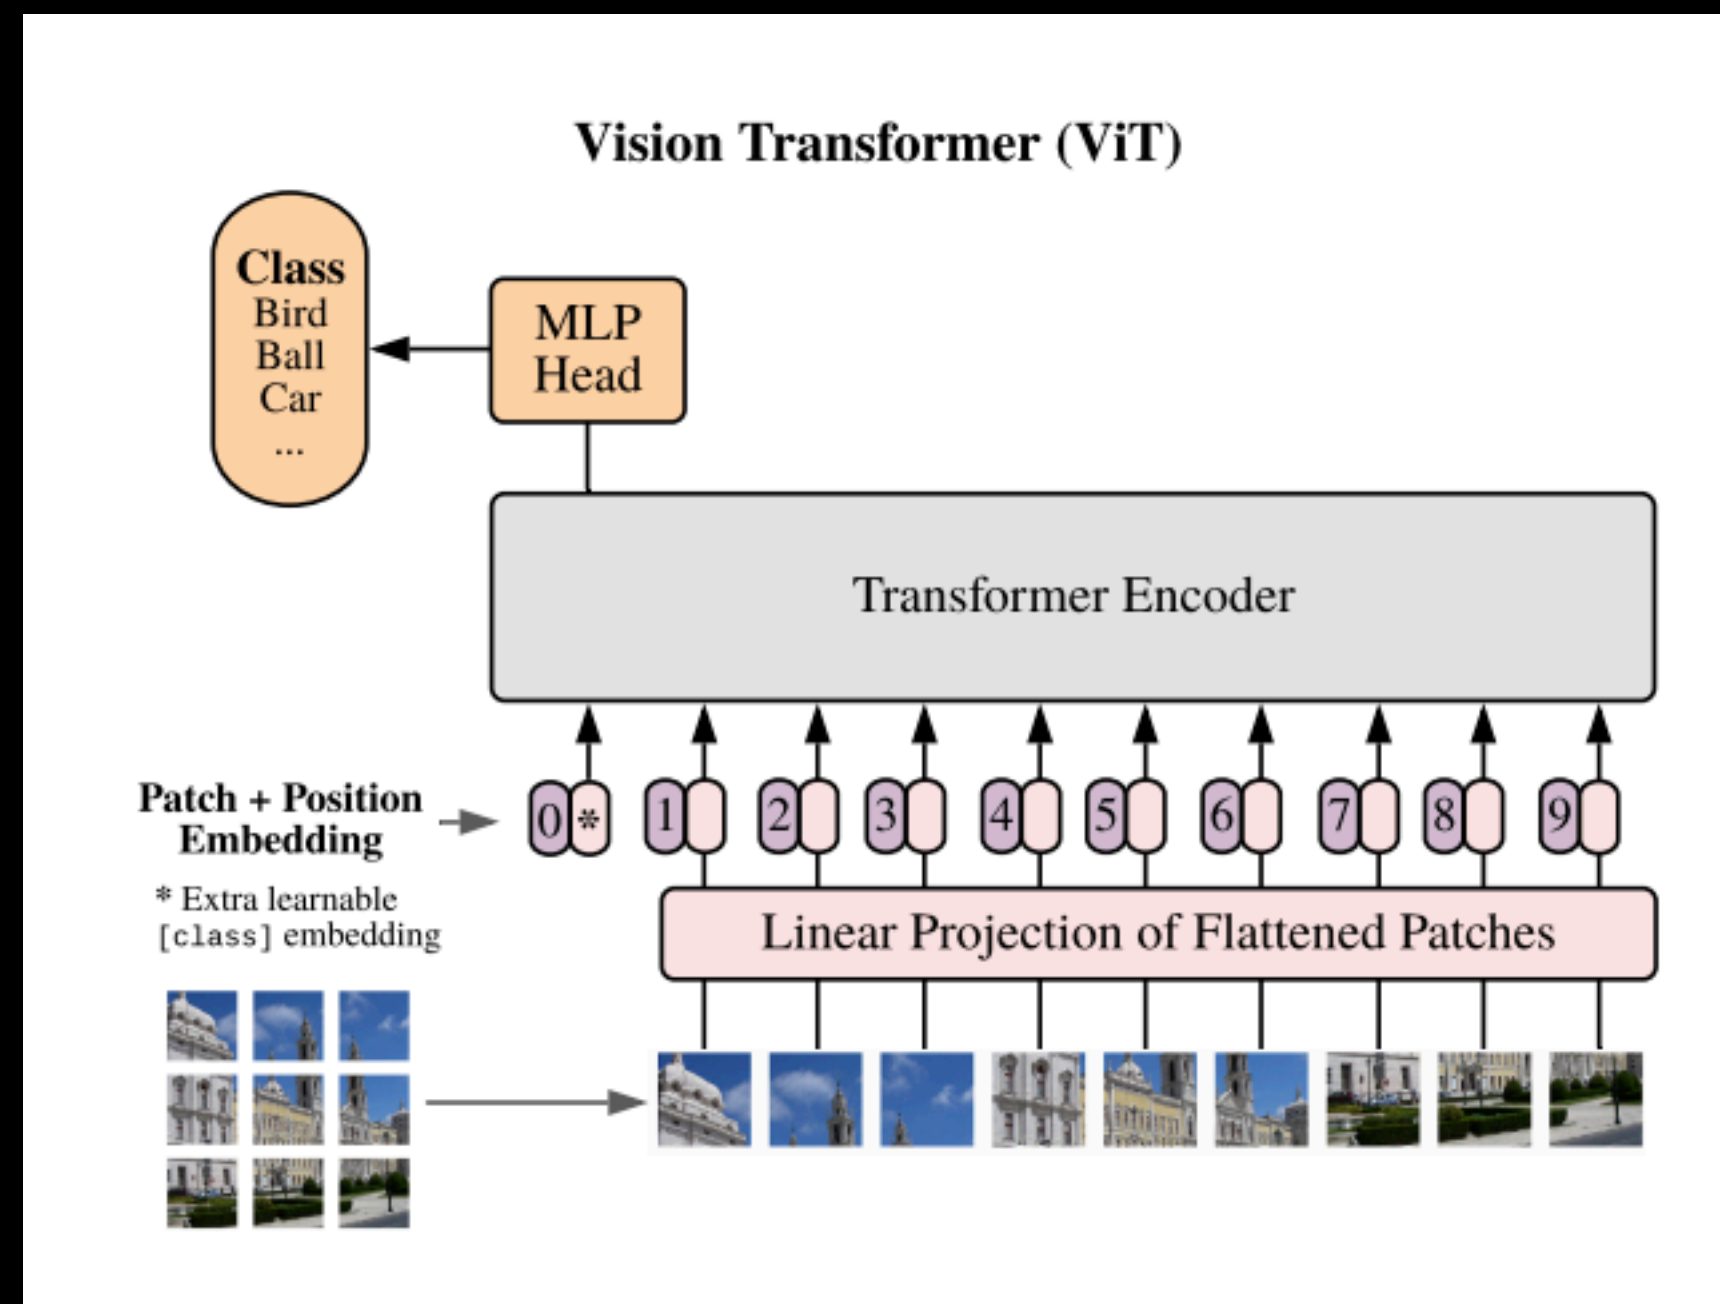 Vision Transformer (ViT)
Class
Bird
Ball
Car
...
MLP
Head
Transformer Encoder
Patch + Position
Embedding
0 * 1 2 3 4 5 6 7 8 9
* Extra learnable
[class] embedding
Linear Projection of Flattened Patches